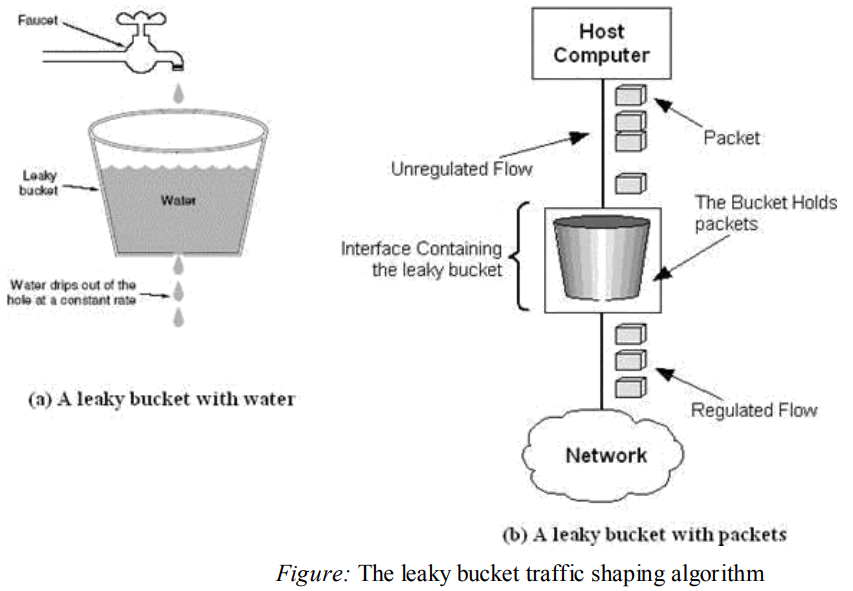 Faucet
Leaky
bucket
Water
Water drips out of the
hole at a constant rate
(a) A leaky bucket with water
Host
Computer
Packet
Unregulated Flow
The Bucket Holds
packets
Interface Containing
the leaky bucket
Regulated Flow
Network
(b) A leaky bucket with packets
Figure: The leaky bucket traffic shaping algorithm